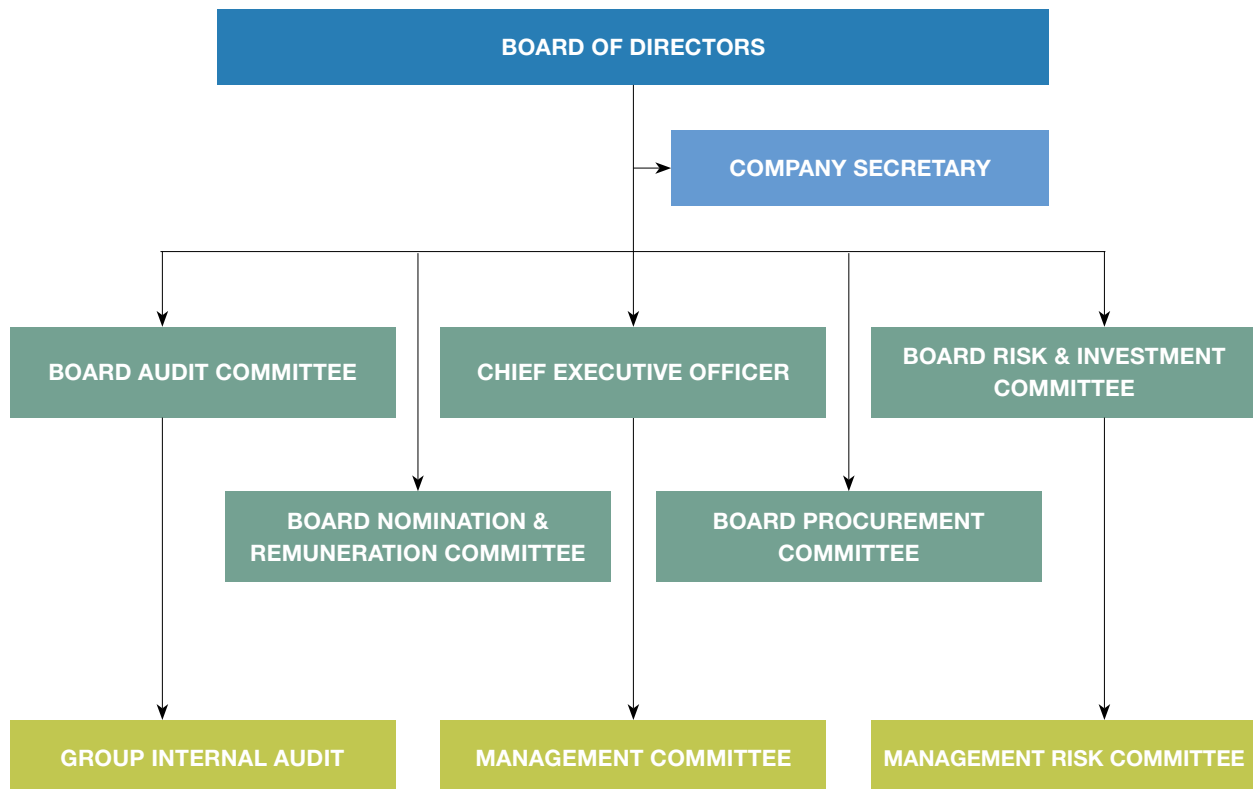 BOARD OF DIRECTORS
COMPANY SECRETARY
BOARD AUDIT COMMITTEE
CHIEF EXECUTIVE OFFICER
BOARD RISK & INVESTMENT
COMMITTEE
BOARD NOMINATION &
REMUNERATION COMMITTEE
BOARD PROCUREMENT
COMMITTEE
GROUP INTERNAL AUDIT
MANAGEMENT COMMITTEE
MANAGEMENT RISK COMMITTEE